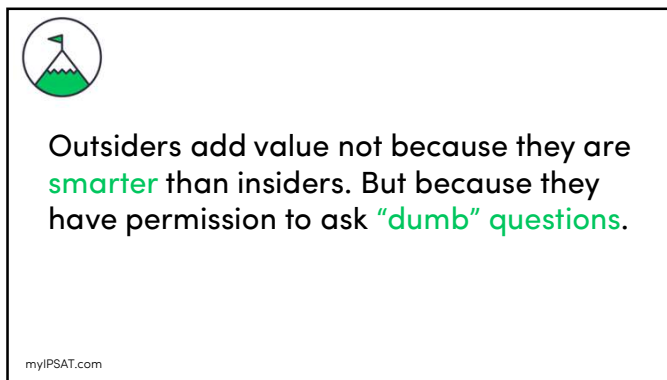 Outsiders add value not because they are
smarter than insiders. But because they
have permission to ask “dumb” questions.
myIPSAT.com